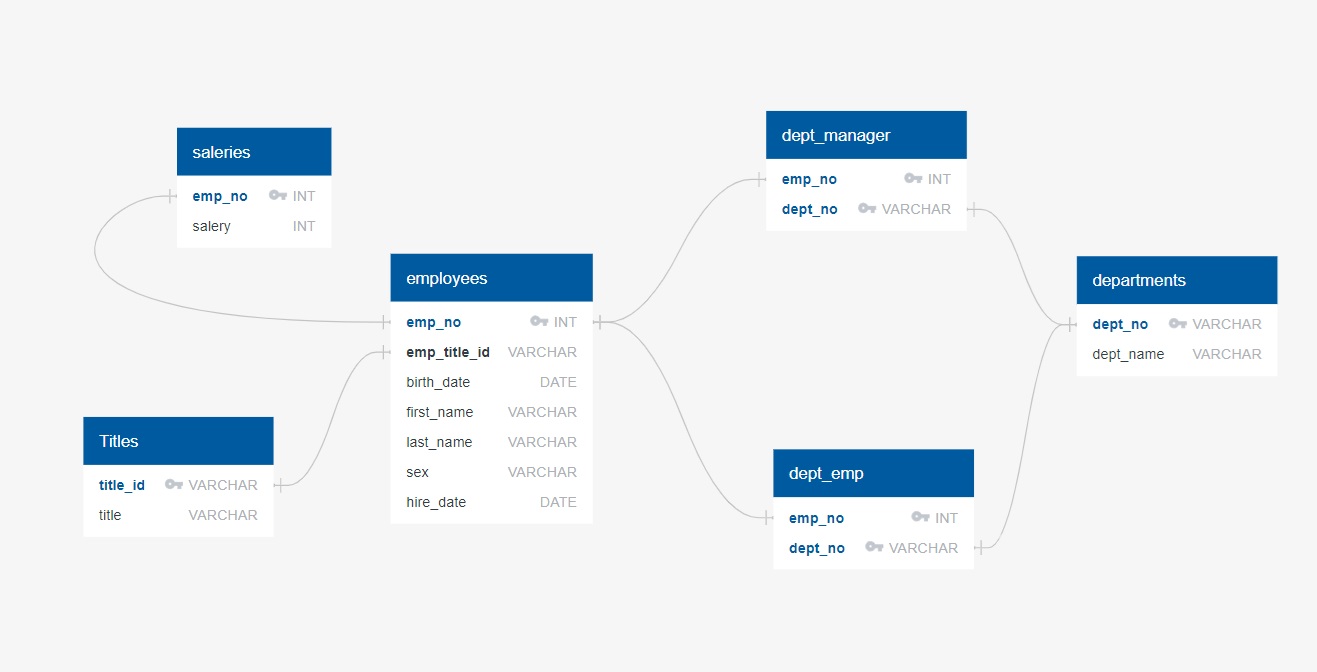 saleries
emp_no INT
salery INT
Titles
title_id VARCHAR
title VARCHAR
employees
emp_no INT
emp_title_id VARCHAR
birth_date DATE
first_name VARCHAR
last_name VARCHAR
sex VARCHAR
hire_date DATE
dept_manager
emp_no INT
dept_no VARCHAR
dept_emp
emp_no INT
dept_no VARCHAR
departments
dept_no VARCHAR
dept_name VARCHAR